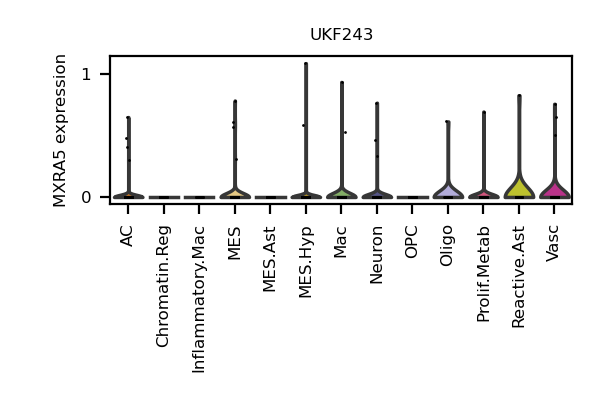 UKF243
MXRA5 expression
1
0
AC
Chromatin.Reg
Inflammatory.Mac
MES
MES.Ast
MES.Hyp
Mac
Neuron
OPC
Oligo
Prolif.Metab
Reactive.Ast
Vasc